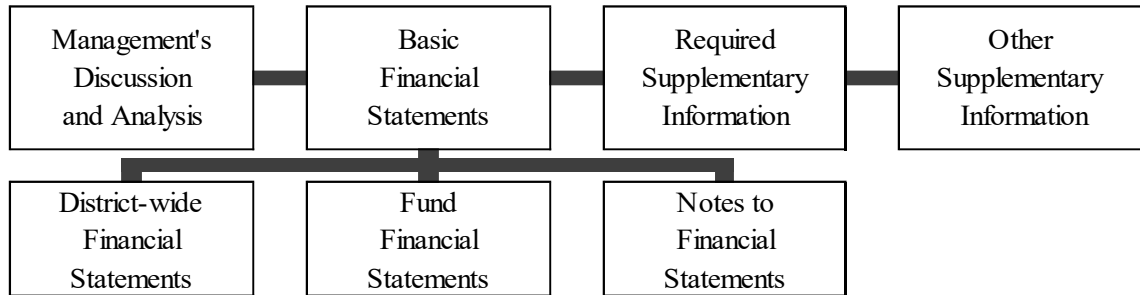 Management's
Discussion
and Analysis
Basic
Financial
Statements
Required
Supplementary
Information
Other
Supplementary
Information
District-wide
Financial
Statements
Fund
Financial
Statements
Notes to
Financial
Statements